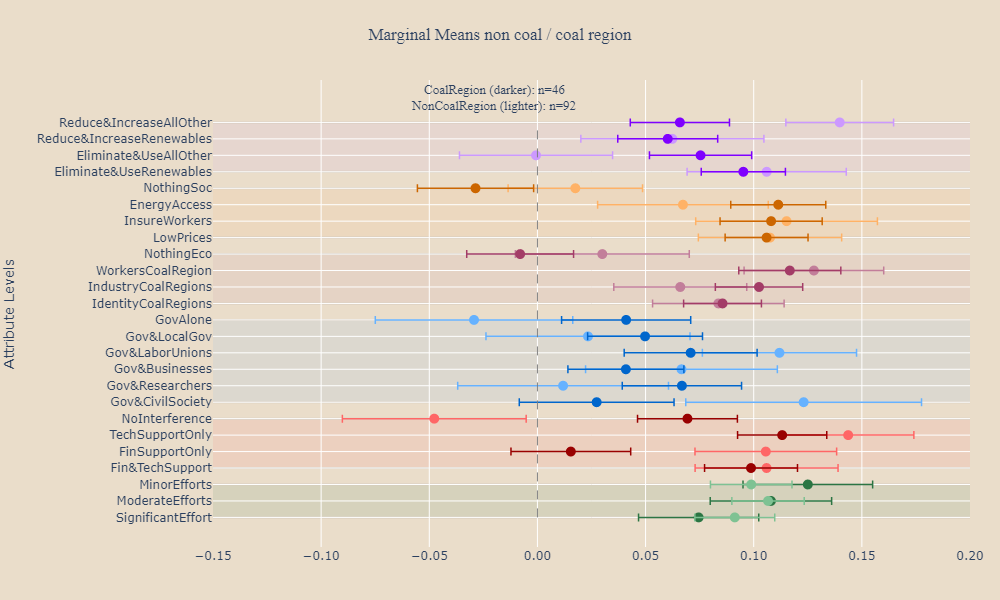 Marginal Means non coal / coal region
CoalRegion (darker): n=46
NonCoalRegion (lighter): n=92
Attribute Levels
Reduce&IncreaseAllOther
Reduce&IncreaseRenewables
Eliminate&UseAllOther
Eliminate&UseRenewables
NothingSoc
EnergyAccess
InsureWorkers
LowPrices
NothingEco
WorkersCoalRegion
IndustryCoalRegions
IdentityCoalRegions
GovAlone
Gov&LocalGov
Gov&LaborUnions
Gov&Businesses
Gov&Researchers
Gov&CivilSociety
NoInterference
TechSupportOnly
FinSupportOnly
Fin&TechSupport
MinorEfforts
ModerateEfforts
SignificantEffort
−0.15 −0.10 −0.05 0.00 0.05 0.10 0.15 0.20